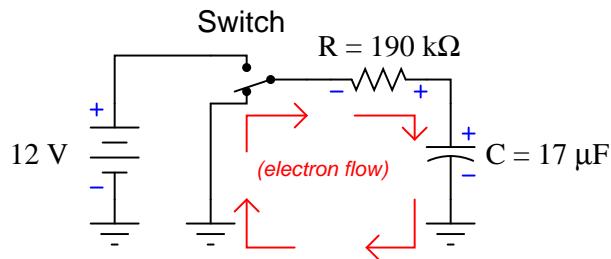 Switch
R = 190 kΩ
− +
+
12 V
−
(electron flow)
+
C = 17 µF
−